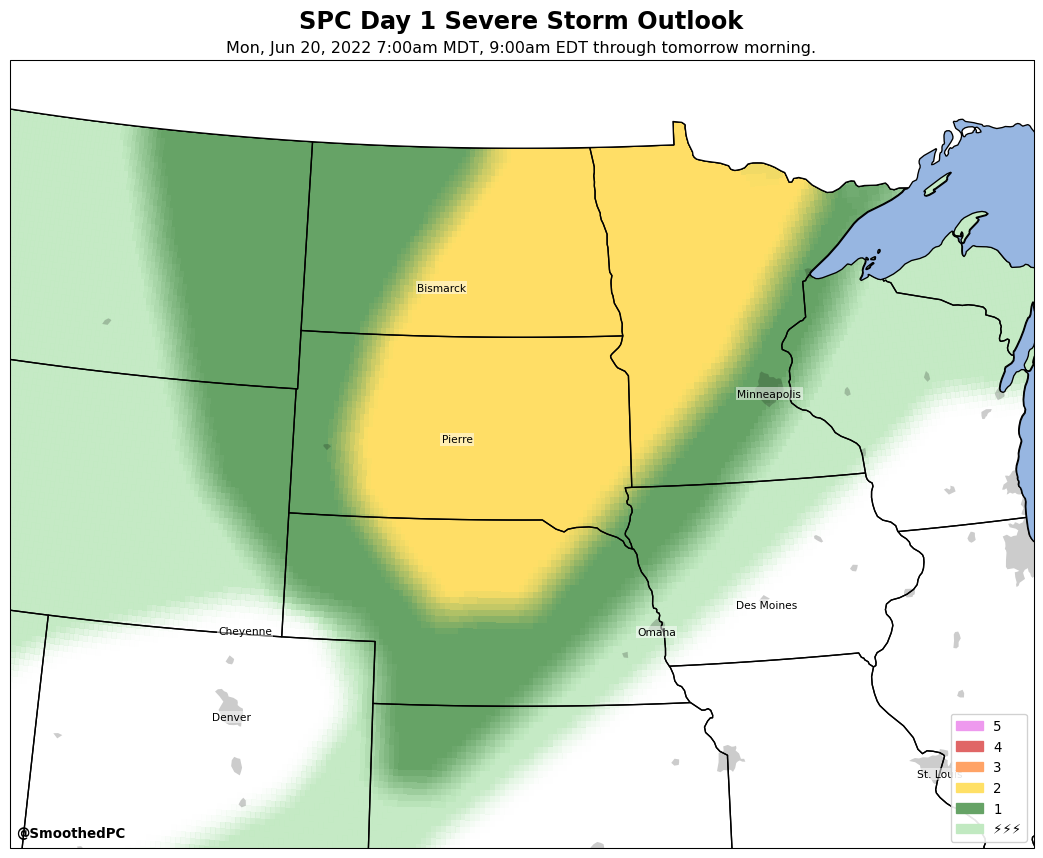 SPC Day 1 Severe Storm Outlook
Mon, Jun 20, 2022 7:00am MDT, 9:00am EDT through tomorrow morning.
Bismarck
Minneapolis
Pierre
Des Moines
Cheyenne
Omaha
Denver
St. Louis
5
4
3
2
1
⚡⚡⚡
@SmoothedPC